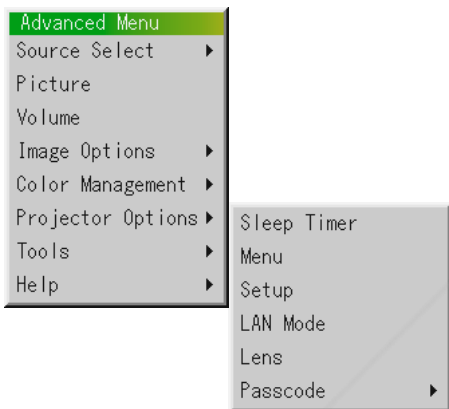 Advanced Menu
Source Select
Picture
Volume
Image Options
Color Management
Projector Options
Tools
Help
Sleep Timer
Menu
Setup
LAN Mode
Lens
Passcode